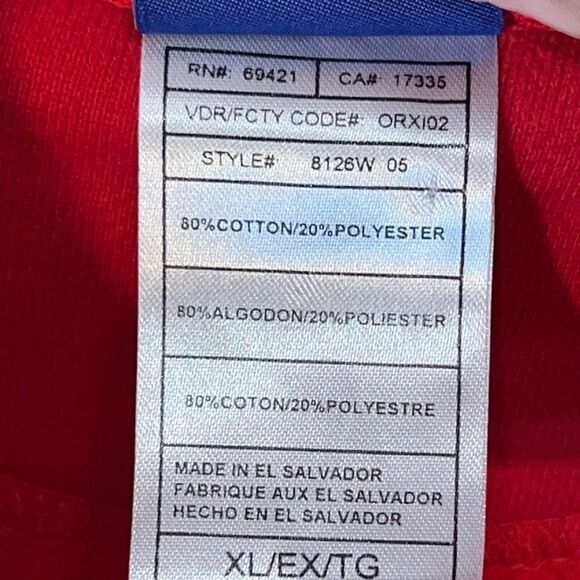 RN#: 69421 CA#: 17335
VDR/FCTY CODE#: ORXI02
STYLE# 8126W 05
80%COTTON/20%POLYESTER
80%ALGODON/20%POLIESTER
80%COTON/20%POLYESTRE
MADE IN EL SALVADOR
FABRIQUE AUX EL SALVADOR
HECHO EN EL SALVADOR
XL/EX/TG